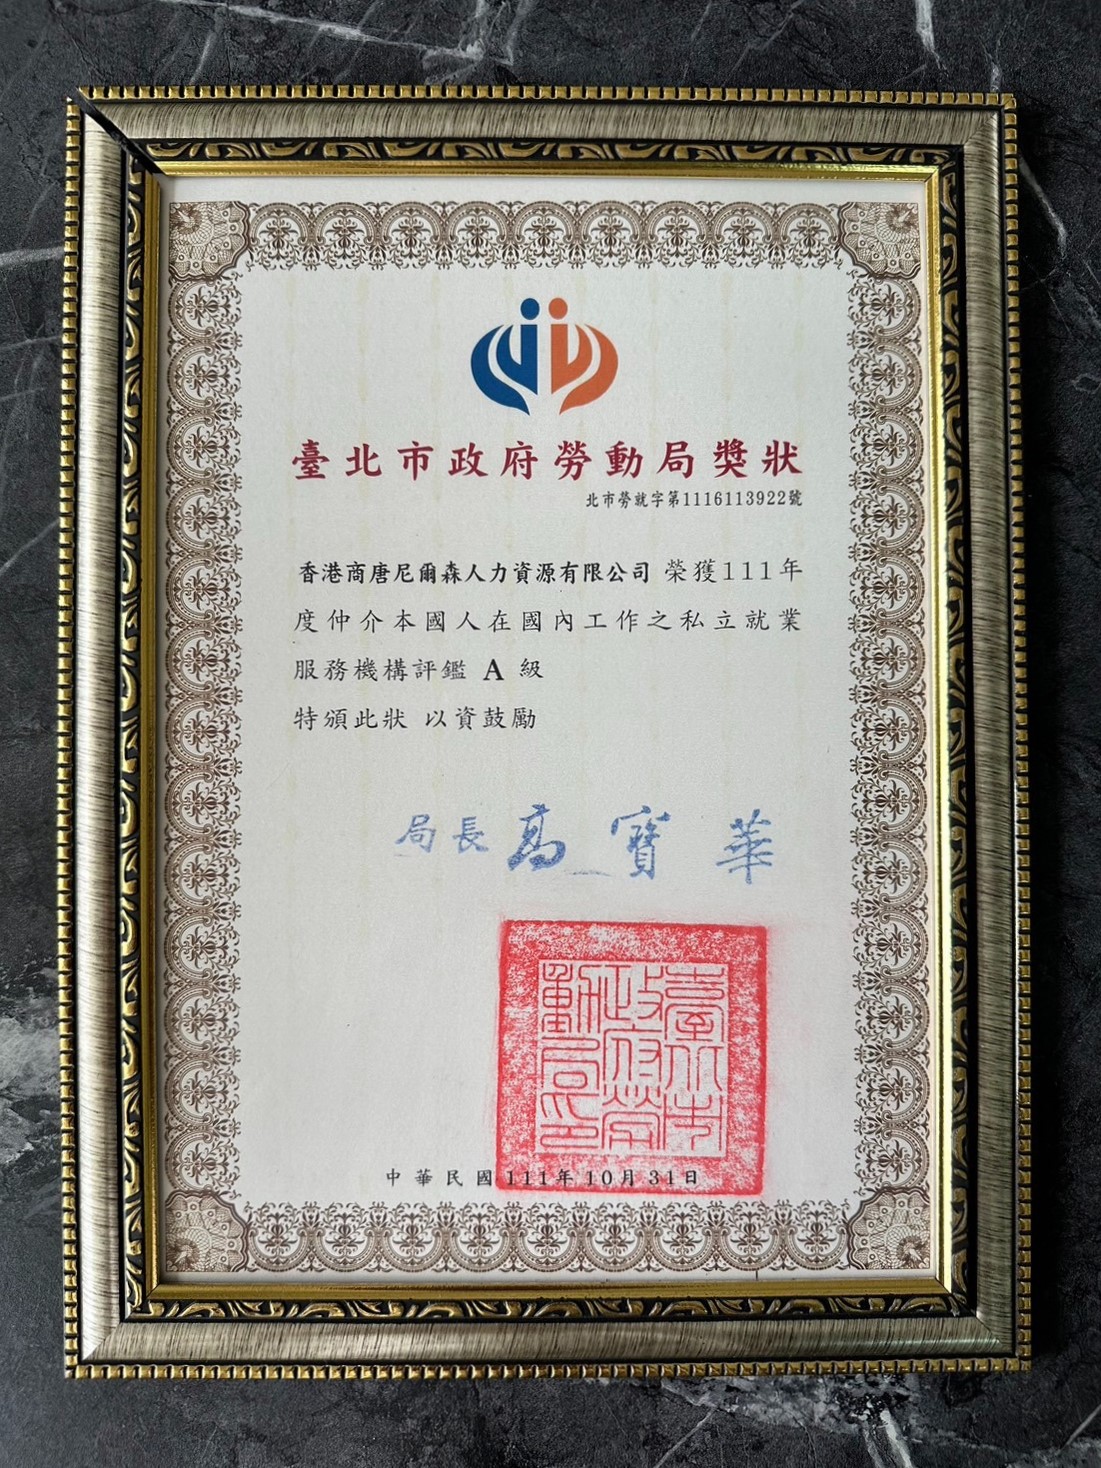 臺北市政府勞動局獎狀
北市勞就字第1116113922號
香港商唐尼爾森人力資源有限公司 榮獲111年
度仲介本國人在國內工作之私立就業
服務機構評鑑 A 級
特頒此狀 以資鼓勵
局長 高寶華
臺北市政府勞動局印
中華民國111年10月31日